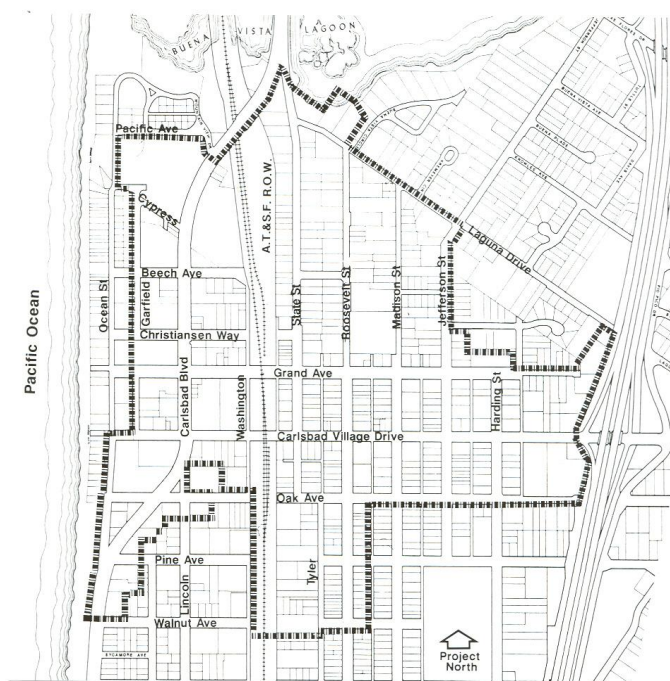 BUENA VISTA LAGOON
Pacific Ave
Cypress
A.T.&S.F. R.O.W.
Laguna Drive
Beech Ave
Ocean St
Garfield
State St
Roosevelt St
Madison St
Jefferson St
Pacific Ocean
Christiansen Way
Grand Ave
Carlsbad Blvd
Washington
Harding St
Carlsbad Village Drive
Oak Ave
Pine Ave
Tyler
Lincoln
Walnut Ave
SYCAMORE AVE
Project
North